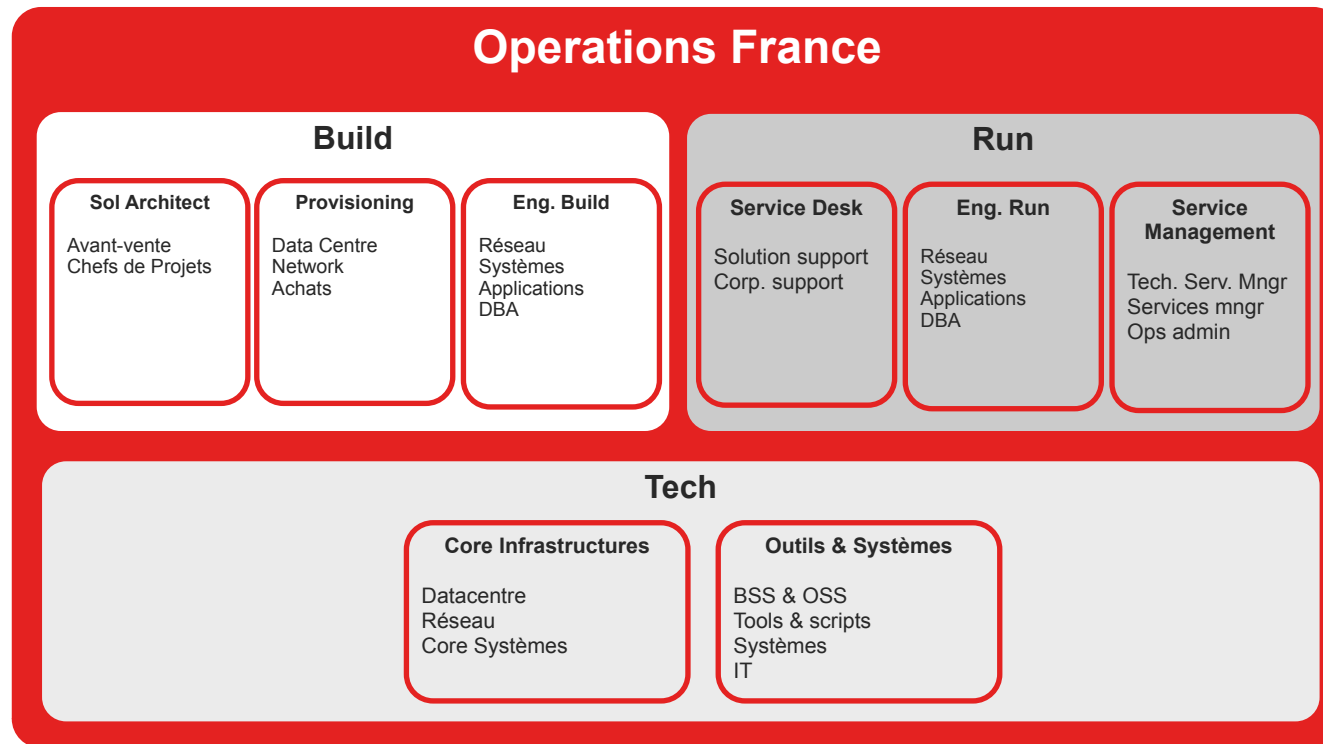 Operations France
Build
Sol Architect
Avant-vente
Chefs de Projets
Provisioning
Data Centre
Network
Achats
Eng. Build
Réseau
Systèmes
Applications
DBA
Run
Service Desk
Solution support
Corp. support
Eng. Run
Réseau
Systèmes
Applications
DBA
Service
Management
Tech. Serv. Mngr
Services mngr
Ops admin
Tech
Core Infrastructures
Datacentre
Réseau
Core Systèmes
Outils & Systèmes
BSS & OSS
Tools & scripts
Systèmes
IT